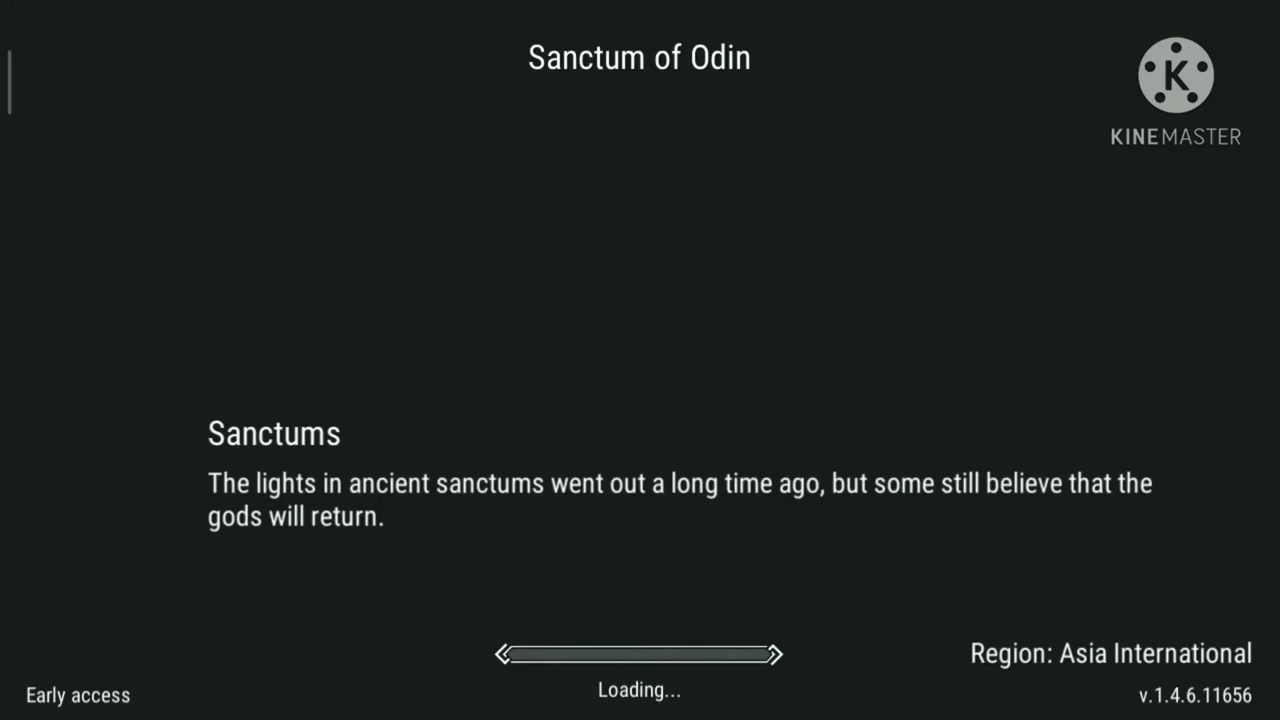 Sanctum of Odin
K
KINEMASTER
Sanctums
The lights in ancient sanctums went out a long time ago, but some still believe that the
gods will return.
Region: Asia International
Loading...
Early access
v.1.4.6.11656